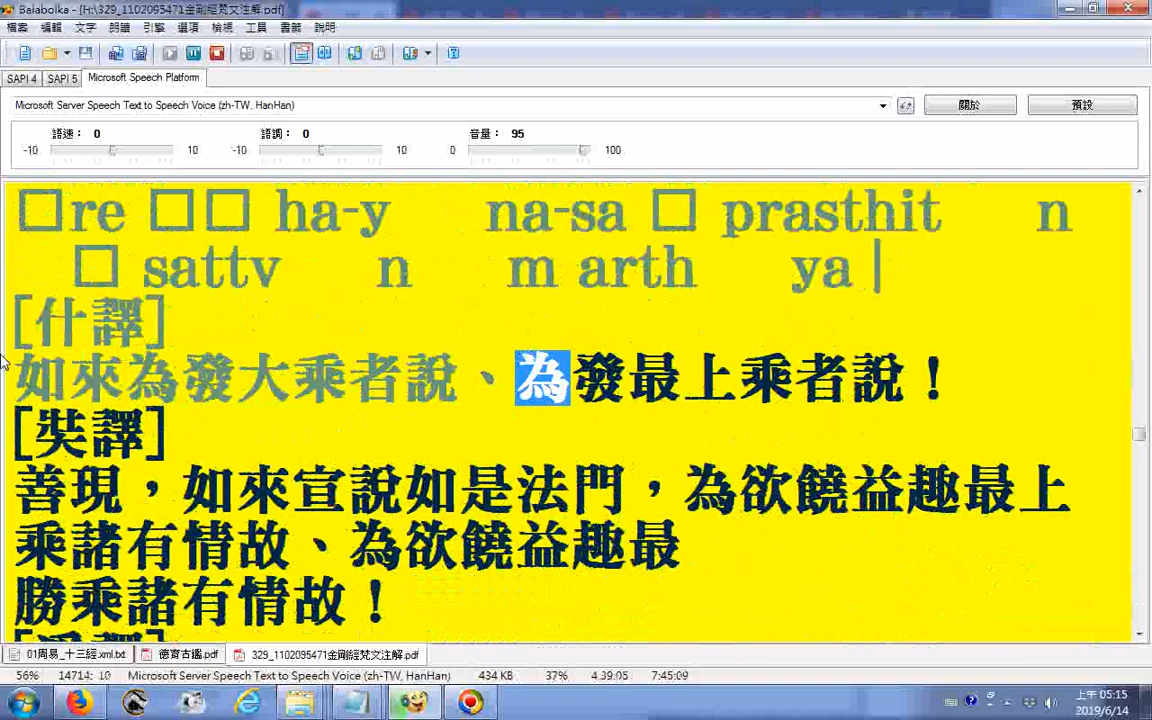 Balabolka - [H:\329_1102095471金剛經梵文注解.pdf]
檔案 編輯 文字 朗讀 引擎 選項 檢視 工具 書籤 說明
SAPI 4 SAPI 5 Microsoft Speech Platform
Microsoft Server Speech Text to Speech Voice (zh-TW, HanHan) 關於 預設
語速： 0 語調： 0 音量： 95
-10 10 -10 10 0 100
□re □□ ha-y na-sa □ prasthit n
□ sattv n m arth ya |
[什譯]
如來為發大乘者說、為發最上乘者說！
[奘譯]
善現，如來宣說如是法門，為欲饒益趣最上
乘諸有情故、為欲饒益趣最
勝乘諸有情故！
01周易_十三經.xml.txt 德育古鑑.pdf 329_1102095471金剛經梵文注解.pdf
56% 14714: 10 Microsoft Server Speech Text to Speech Voice (zh-TW, HanHan) 434 KB 37% 4:39:05 7:45:09
上午 05:15
2019/6/14